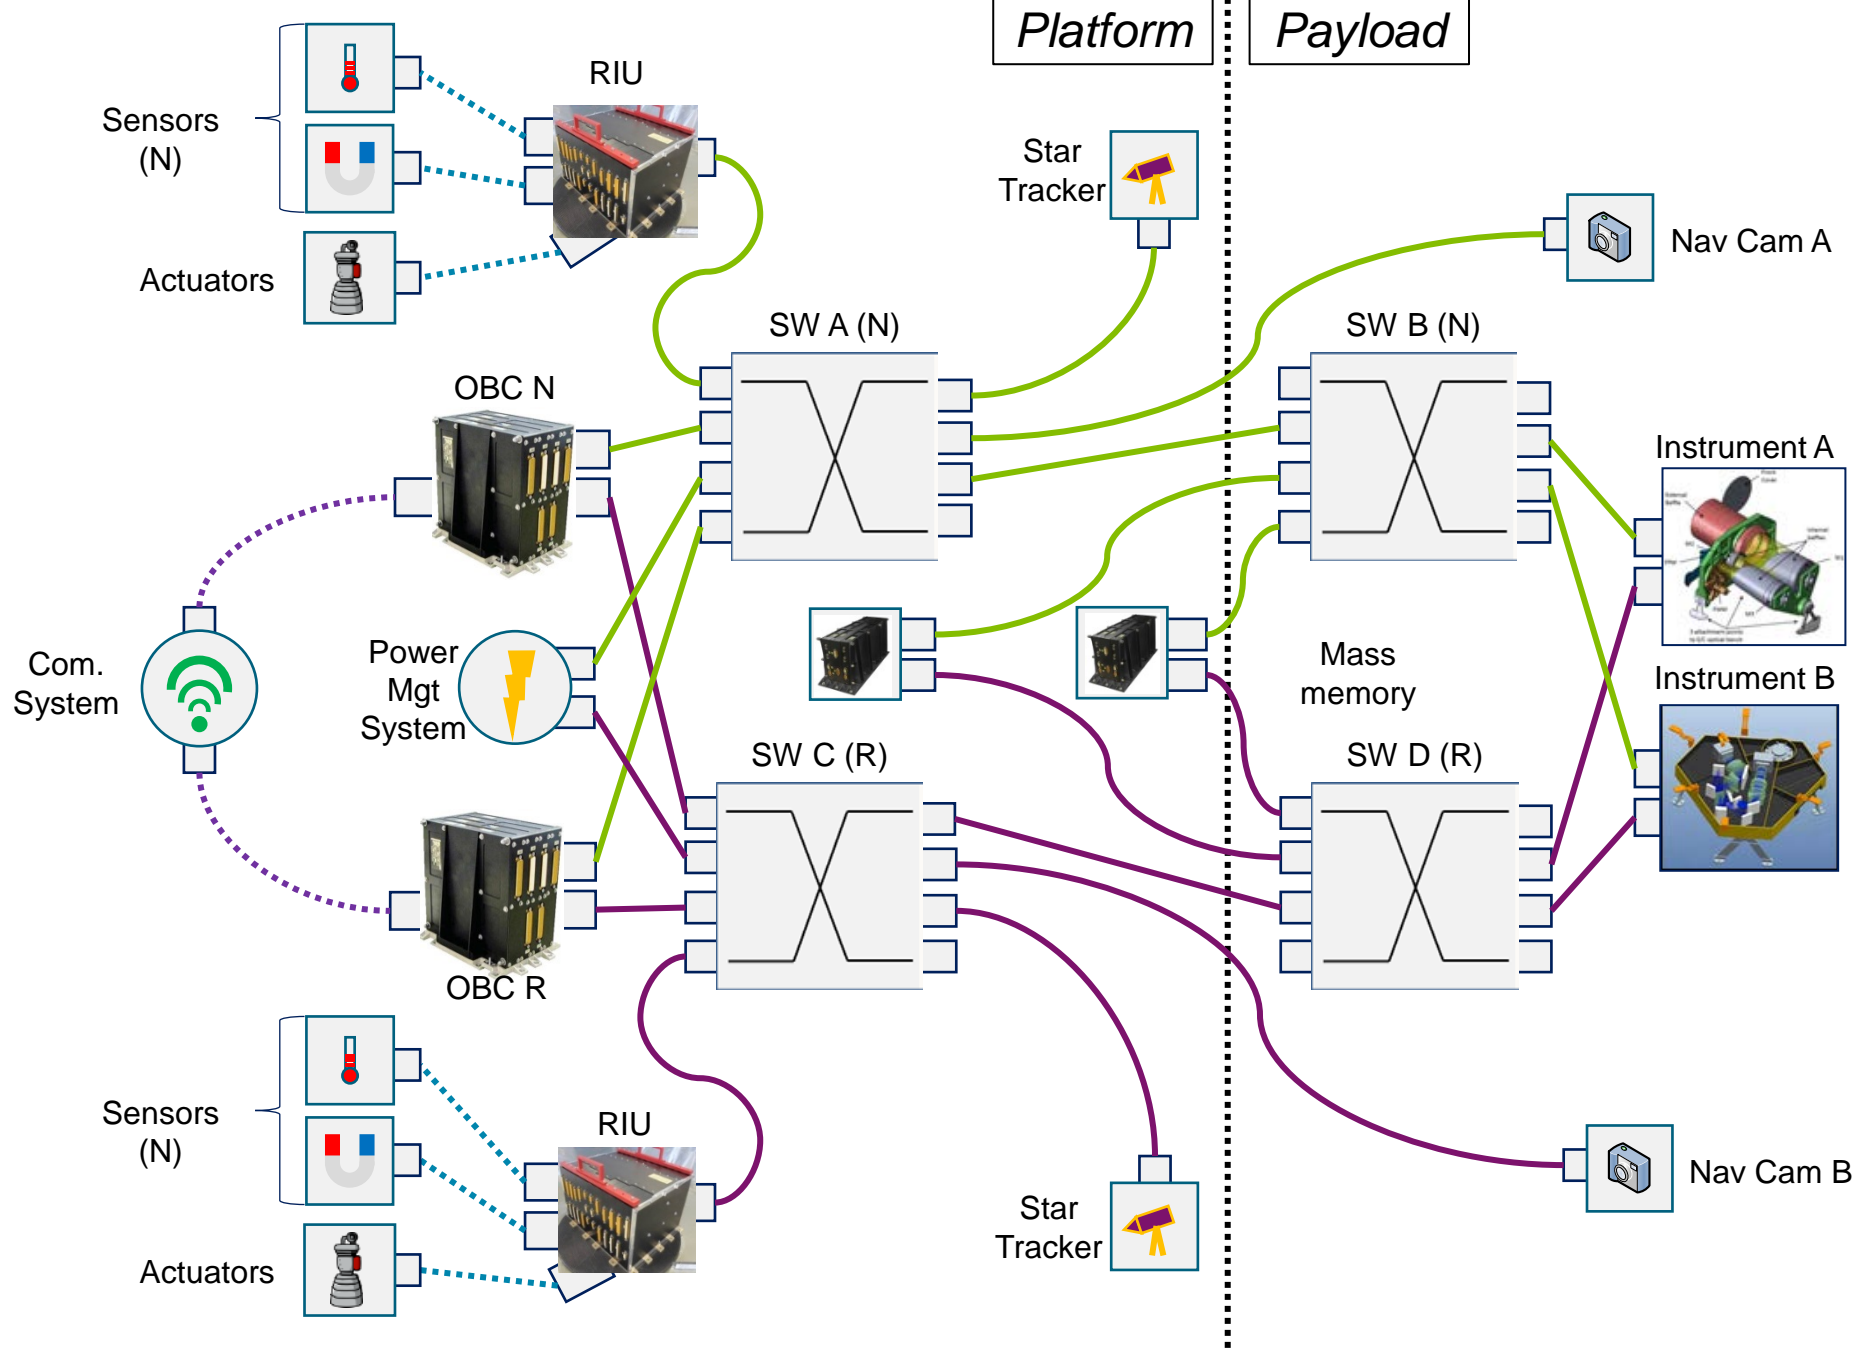 Platform
Payload
RIU
Sensors
(N)
Star
Tracker
Nav Cam A
Actuators
SW A (N)
SW B (N)
OBC N
Instrument A
Power
Mgt
System
Com.
System
Mass
memory
Instrument B
SW C (R)
SW D (R)
OBC R
Sensors
(N)
RIU
Star
Tracker
Nav Cam B
Actuators